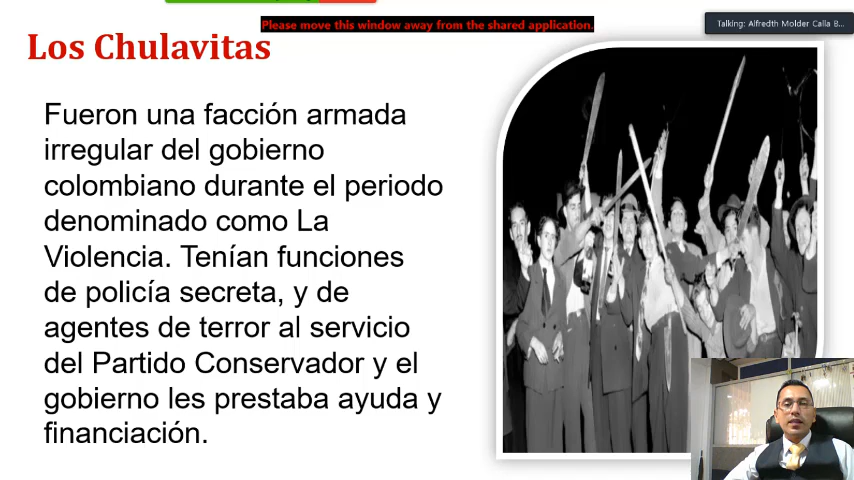 Please move this window away from the shared application.
Talking: Alfredth Molder Calla B...
Los Chulavitas
Fueron una facción armada
irregular del gobierno
colombiano durante el periodo
denominado como La
Violencia. Tenían funciones
de policía secreta, y de
agentes de terror al servicio
del Partido Conservador y el
gobierno les prestaba ayuda y
financiación.